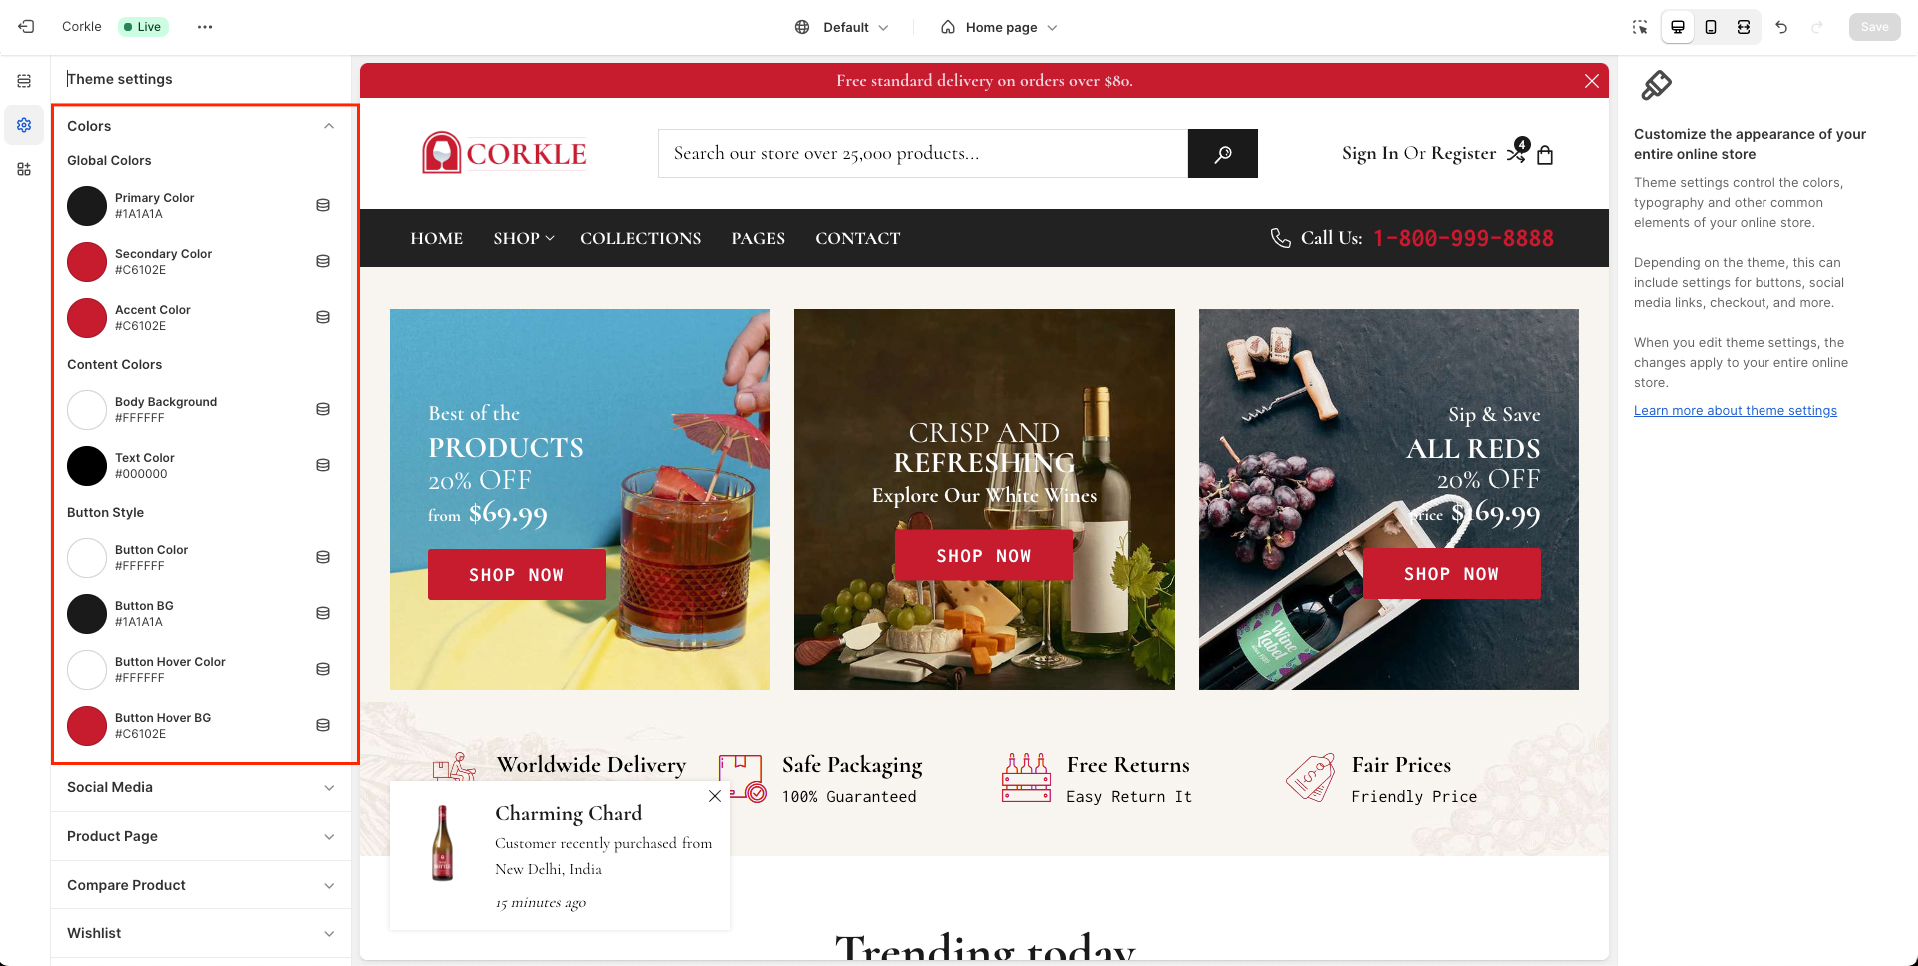 Corkle
Live
Default
Home page
Save
Theme settings
Colors
Global Colors
Primary Color
#1A1A1A
Secondary Color
#C6102E
Accent Color
#C6102E
Content Colors
Body Background
#FFFFFF
Text Color
#000000
Button Style
Button Color
#FFFFFF
Button BG
#1A1A1A
Button Hover Color
#FFFFFF
Button Hover BG
#C6102E
Social Media
Product Page
Compare Product
Wishlist
Free standard delivery on orders over $80.
CORKLE
Search our store over 25,000 products...
Sign In Or Register
4
HOME
SHOP
COLLECTIONS
PAGES
CONTACT
Call Us: 1-800-999-8888
Best of the
PRODUCTS
20% OFF
from $69.99
SHOP NOW
CRISP AND
REFRESHING
Explore Our White Wines
SHOP NOW
Sip & Save
ALL REDS
20% OFF
price $169.99
SHOP NOW
Wine
Label
Worldwide Delivery
Safe Packaging
100% Guaranteed
Free Returns
Easy Return It
Fair Prices
Friendly Price
Charming Chard
Customer recently purchased from
New Delhi, India
15 minutes ago
Trending today
Customize the appearance of your
entire online store
Theme settings control the colors,
typography and other common
elements of your online store.
Depending on the theme, this can
include settings for buttons, social
media links, checkout, and more.
When you edit theme settings, the
changes apply to your entire online
store.
Learn more about theme settings